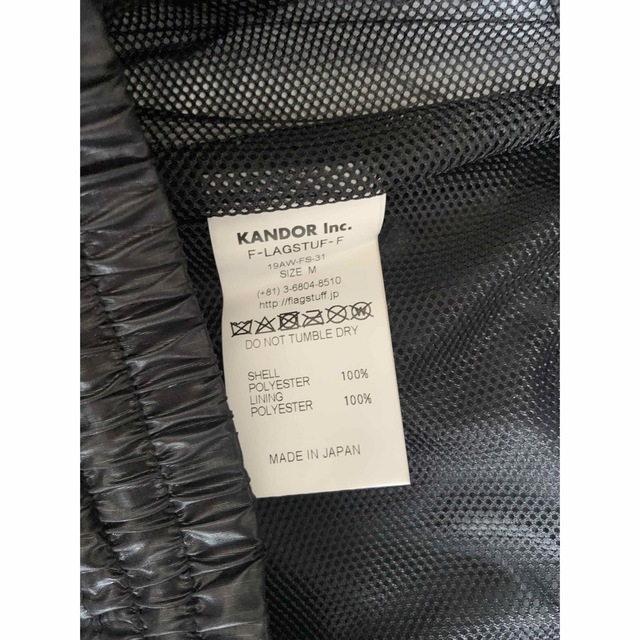 KANDOR Inc.
F-LAGSTUF-F
19AW-FS-31
SIZE M
(+81) 3-6804-8510
http://flagstuff.jp
DO NOT TUMBLE DRY
SHELL
POLYESTER 100%
LINING
POLYESTER 100%
MADE IN JAPAN